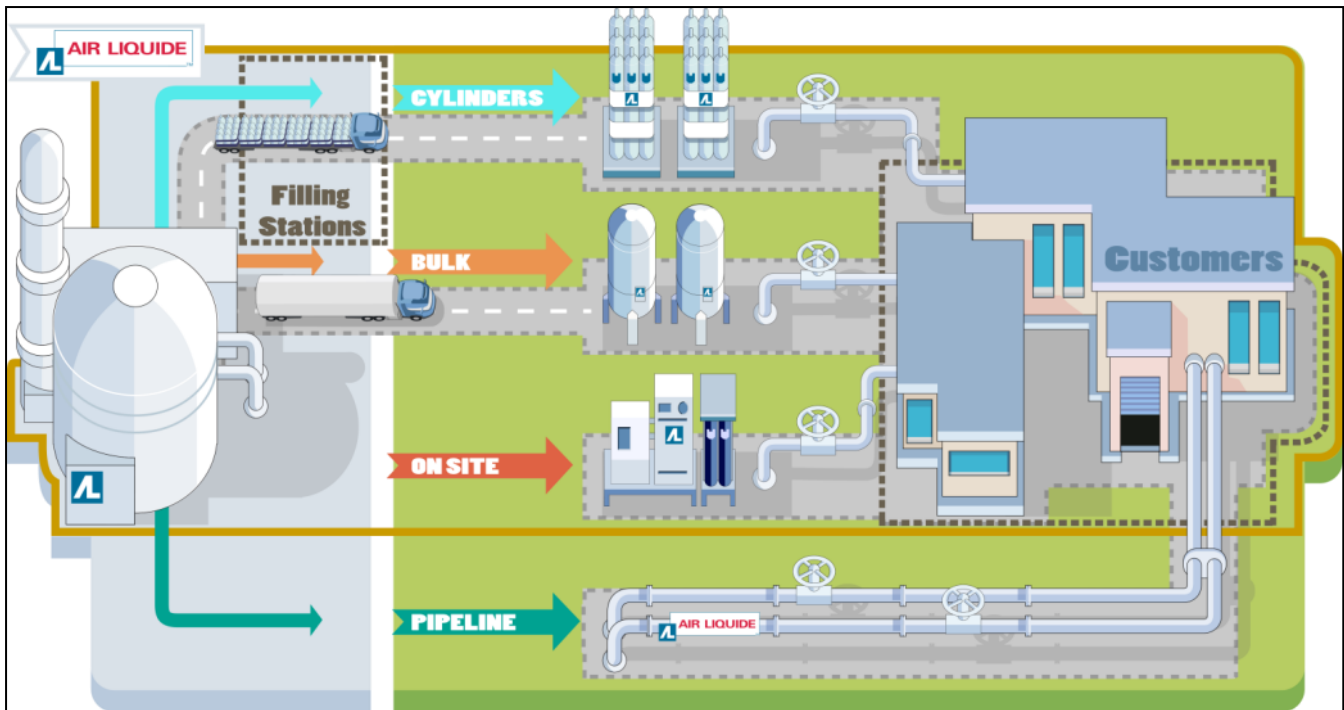 AIR LIQUIDE
CYLINDERS
Filling
Stations
BULK
Customers
ON SITE
PIPELINE
AIR LIQUIDE